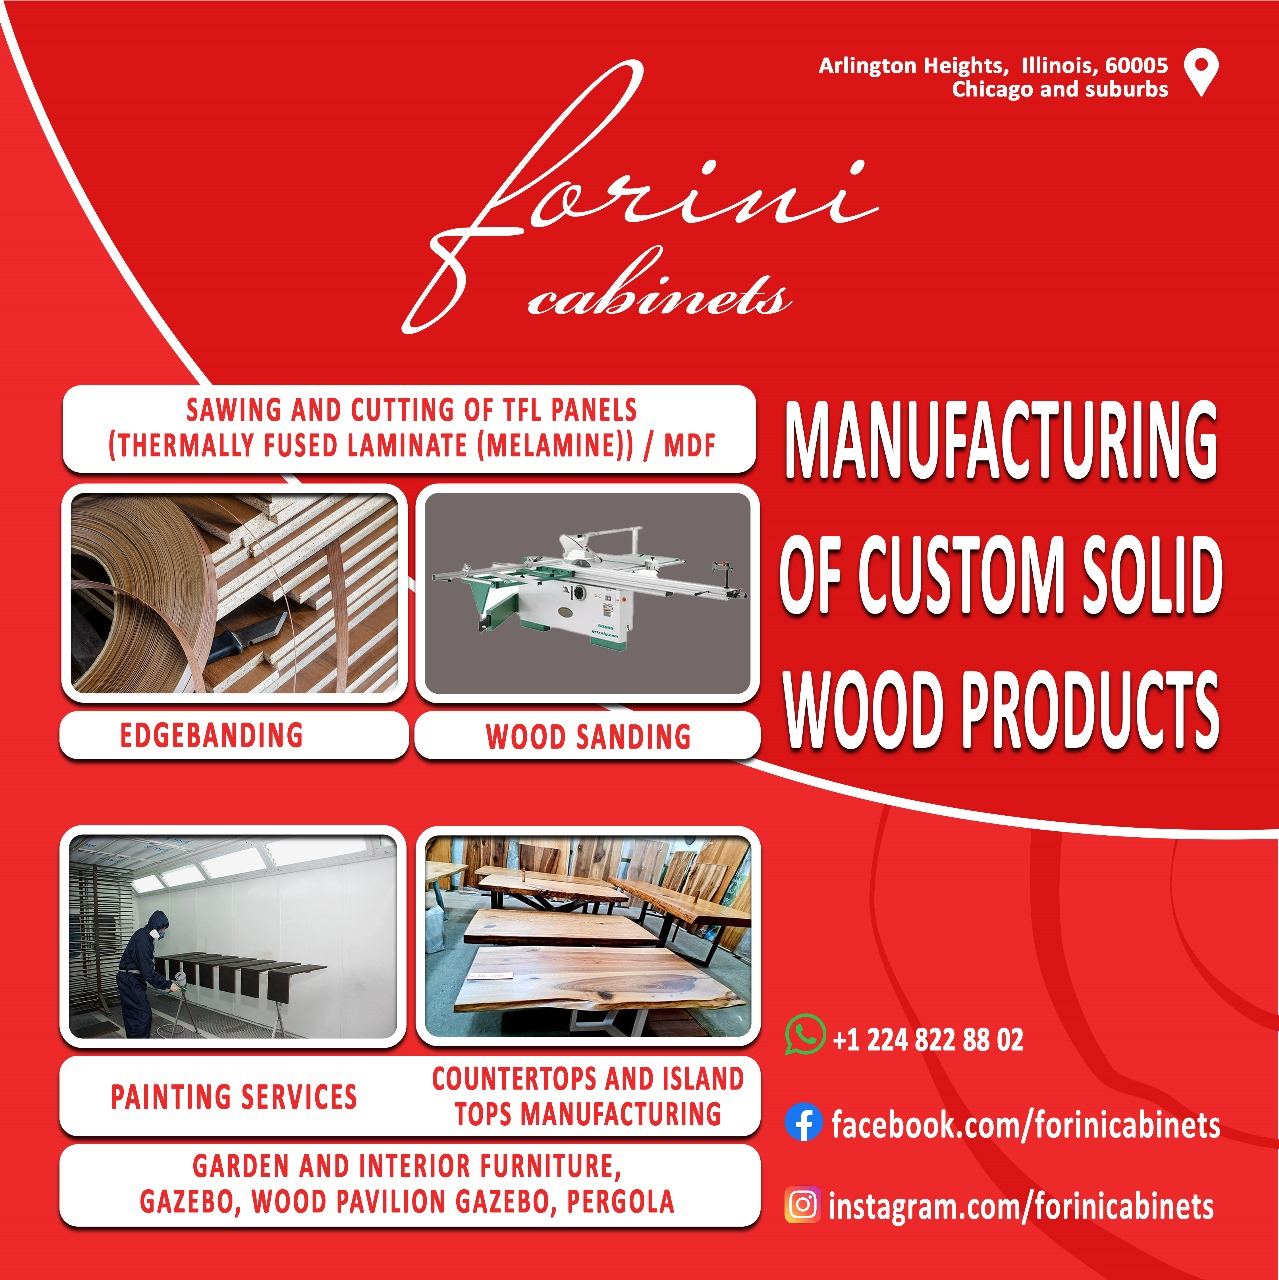 Arlington Heights, Illinois, 60005
Chicago and suburbs
forini
cabinets
SAWING AND CUTTING OF TFL PANELS
(THERMALLY FUSED LAMINATE (MELAMINE)) / MDF
MANUFACTURING
OF CUSTOM SOLID
WOOD PRODUCTS
EDGEBANDING
WOOD SANDING
PAINTING SERVICES
COUNTERTOPS AND ISLAND
TOPS MANUFACTURING
GARDEN AND INTERIOR FURNITURE,
GAZEBO, WOOD PAVILION GAZEBO, PERGOLA
+1 224 822 88 02
facebook.com/forinicabinets
instagram.com/forinicabinets